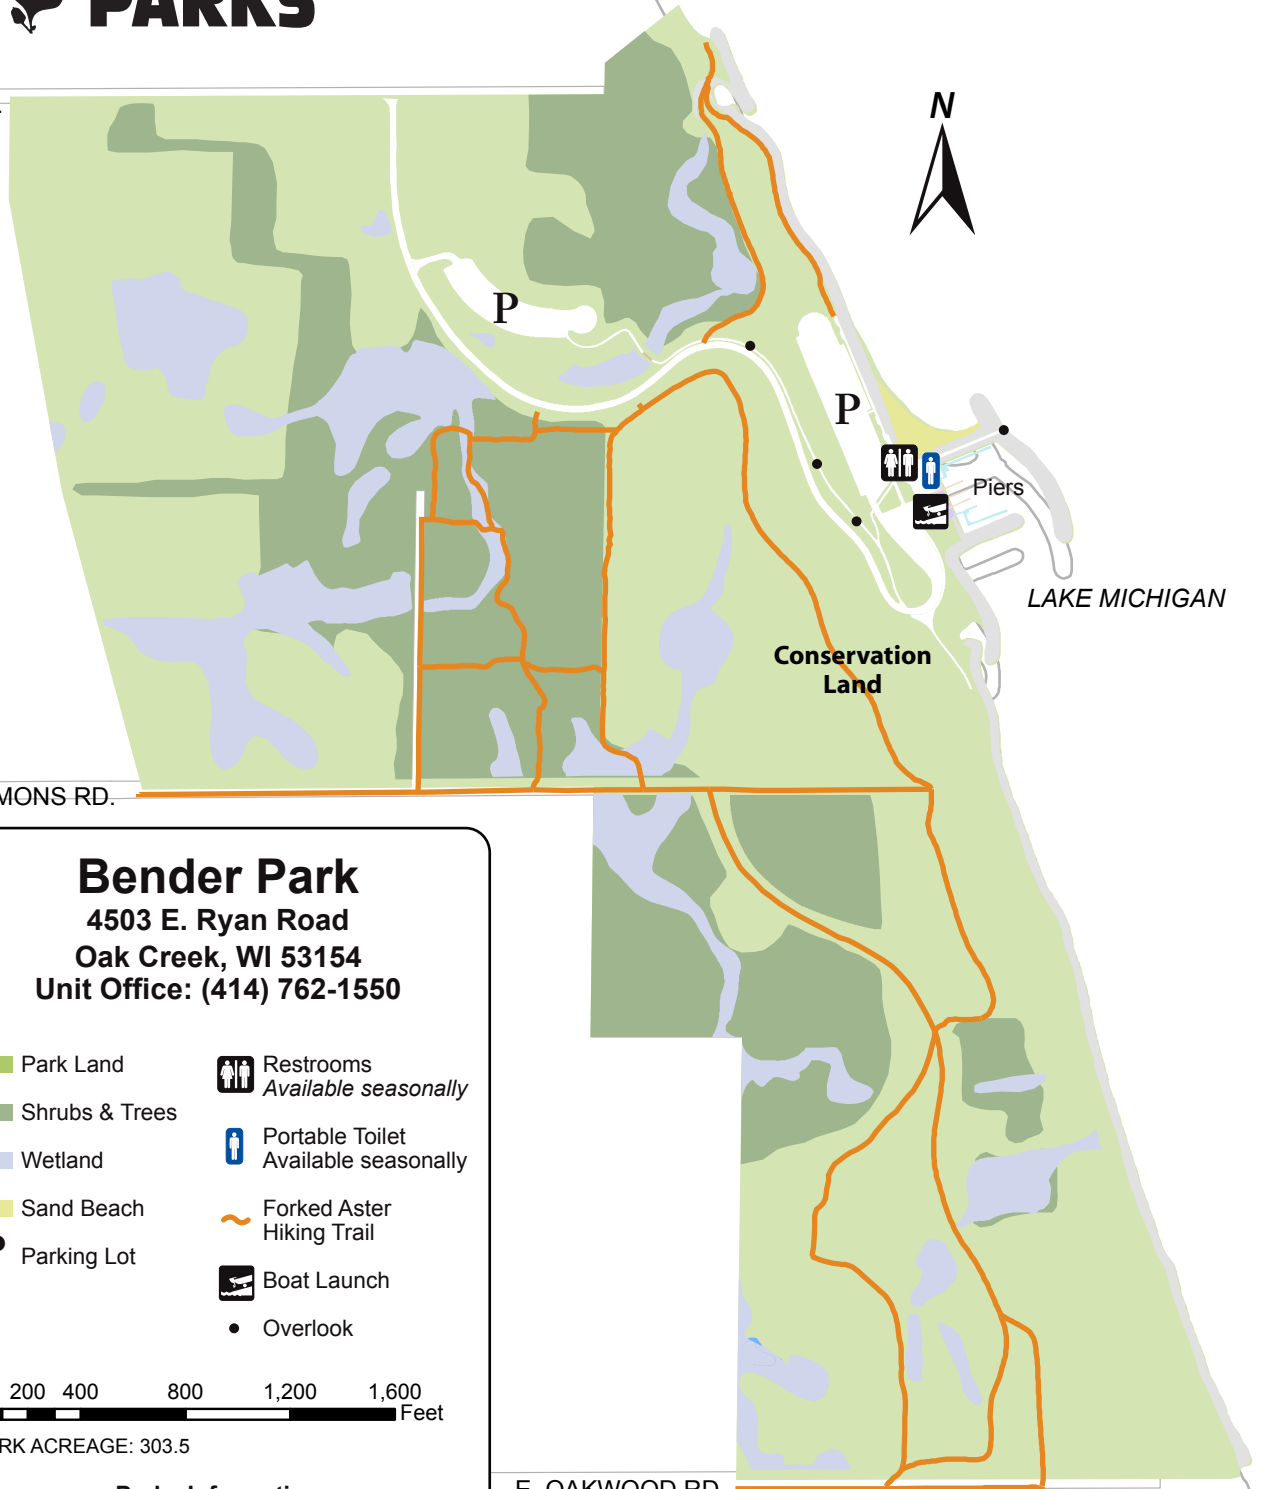 PARKS
N
P
P
Piers
LAKE MICHIGAN
Conservation
Land
MONS RD.
Bender Park
4503 E. Ryan Road
Oak Creek, WI 53154
Unit Office: (414) 762-1550
Park Land
Shrubs & Trees
Wetland
Sand Beach
Parking Lot
Restrooms
Available seasonally
Portable Toilet
Available seasonally
Forked Aster
Hiking Trail
Boat Launch
Overlook
200 400 800 1,200 1,600
Feet
RK ACREAGE: 303.5
E. OAKWOOD RD.